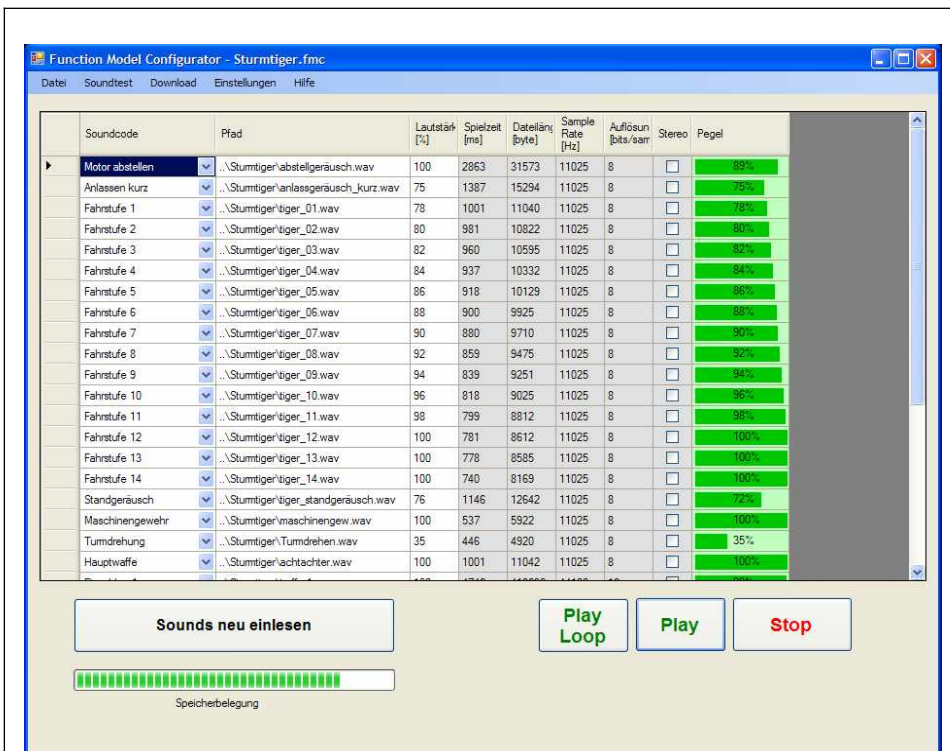 Function Model Configurator - Sturmtiger.fmc
Datei Soundtest Download Einstellungen Hilfe
Soundcode Pfad Lautstärk [%] Spielzeit [ms] Dateiläng [byte] Sample Rate [Hz] Auflösun [bits/sam Stereo Pegel
Motor abstellen ..\Sturmtiger\abstellgeräusch.wav 100 2863 31573 11025 8 89%
Anlassen kurz ..\Sturmtiger\anlassgeräusch_kurz.wav 75 1387 15294 11025 8 75%
Fahrstufe 1 ..\Sturmtiger\tiger_01.wav 78 1001 11040 11025 8 78%
Fahrstufe 2 ..\Sturmtiger\tiger_02.wav 80 981 10822 11025 8 80%
Fahrstufe 3 ..\Sturmtiger\tiger_03.wav 82 960 10595 11025 8 82%
Fahrstufe 4 ..\Sturmtiger\tiger_04.wav 84 937 10332 11025 8 84%
Fahrstufe 5 ..\Sturmtiger\tiger_05.wav 86 918 10129 11025 8 86%
Fahrstufe 6 ..\Sturmtiger\tiger_06.wav 88 900 9925 11025 8 88%
Fahrstufe 7 ..\Sturmtiger\tiger_07.wav 90 880 9710 11025 8 90%
Fahrstufe 8 ..\Sturmtiger\tiger_08.wav 92 859 9475 11025 8 92%
Fahrstufe 9 ..\Sturmtiger\tiger_09.wav 94 839 9251 11025 8 94%
Fahrstufe 10 ..\Sturmtiger\tiger_10.wav 96 818 9025 11025 8 96%
Fahrstufe 11 ..\Sturmtiger\tiger_11.wav 98 799 8812 11025 8 98%
Fahrstufe 12 ..\Sturmtiger\tiger_12.wav 100 781 8612 11025 8 100%
Fahrstufe 13 ..\Sturmtiger\tiger_13.wav 100 778 8585 11025 8 100%
Fahrstufe 14 ..\Sturmtiger\tiger_14.wav 100 740 8169 11025 8 100%
Standgeräusch ..\Sturmtiger\tiger_standgeräusch.wav 76 1146 12642 11025 8 72%
Maschinengewehr ..\Sturmtiger\maschinengew.wav 100 537 5922 11025 8 100%
Turmdrehung ..\Sturmtiger\Turmdrehen.wav 35 446 4920 11025 8 35%
Hauptwaffe ..\Sturmtiger\achtachter.wav 100 1001 11042 11025 8 100%
Sounds neu einlesen
Play Loop
Play
Stop
Speicherbelegung